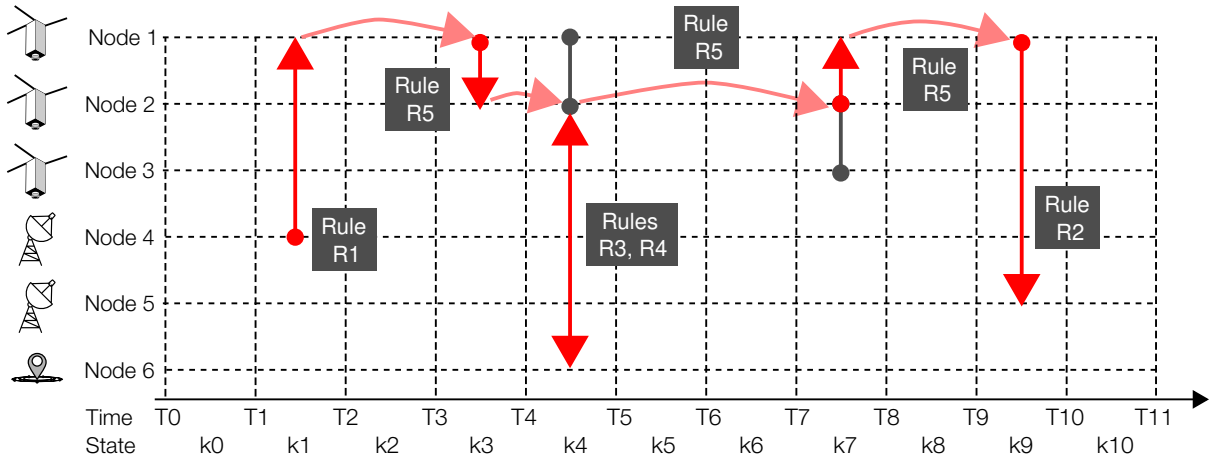 Node 1
Node 2
Node 3
Node 4
Node 5
Node 6
Rule
R1
Rule
R5
Rules
R3, R4
Rule
R5
Rule
R5
Rule
R2
Time T0 T1 T2 T3 T4 T5 T6 T7 T8 T9 T10 T11
State k0 k1 k2 k3 k4 k5 k6 k7 k8 k9 k10